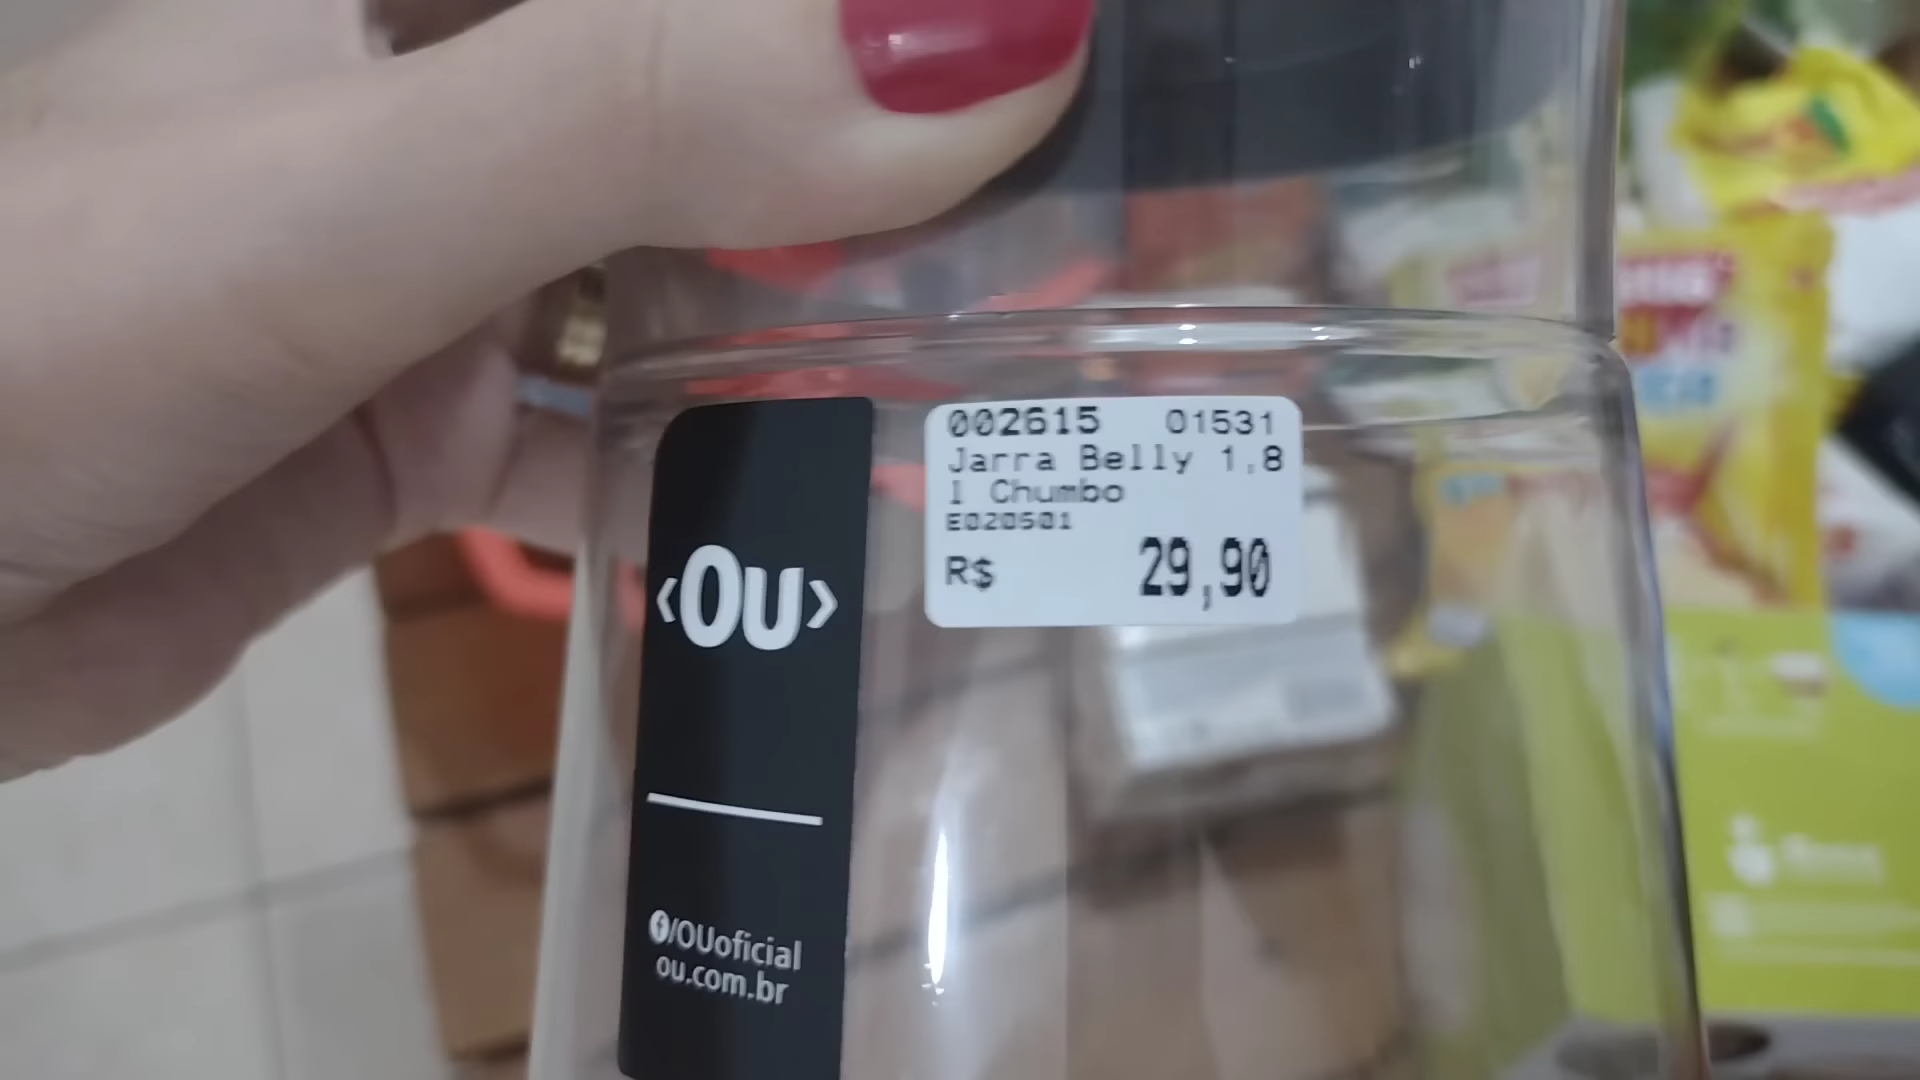 002615 01531
Jarra Belly 1,8
l Chumbo
E020501
R$ 29,90
‹OU›
/OUoficial
ou.com.br